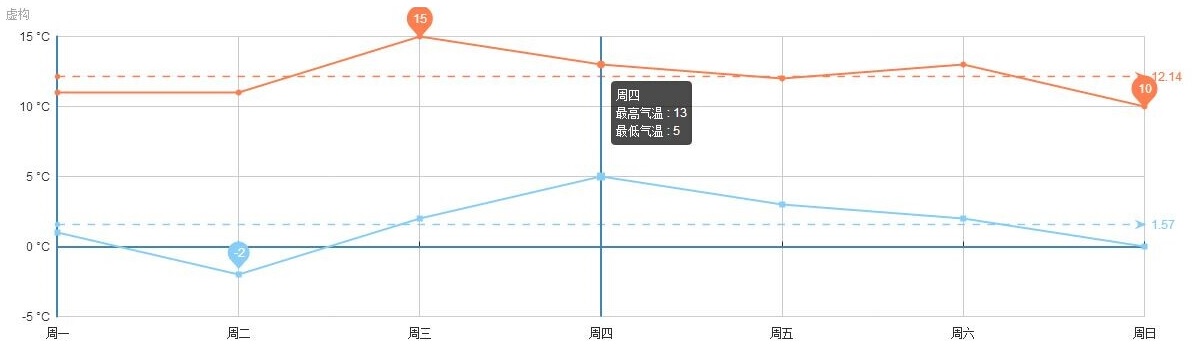 虚构
15
15 °C
12.14
10
周四
最高气温 : 13
最低气温 : 5
10 °C
5 °C
1.57
0 °C
-2
-5 °C
周一 周二 周三 周四 周五 周六 周日